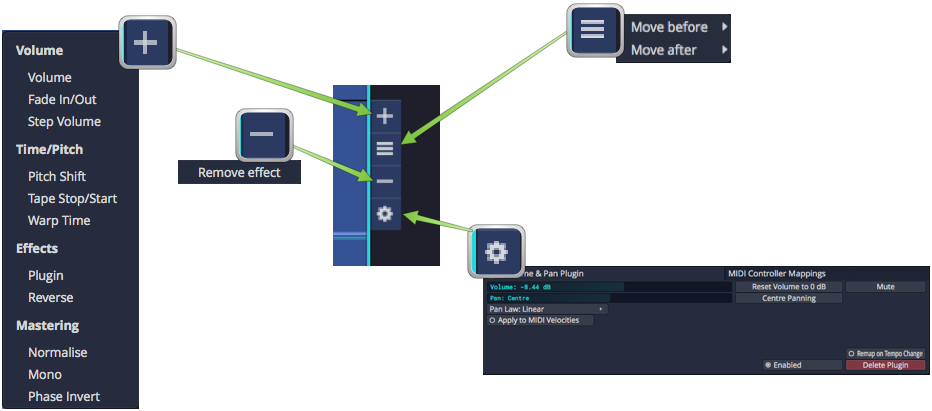 Volume
Volume
Fade In/Out
Step Volume
Time/Pitch
Pitch Shift
Tape Stop/Start
Warp Time
Effects
Plugin
Reverse
Mastering
Normalise
Mono
Phase Invert
Remove effect
Move before
Move after
me & Pan Plugin
MIDI Controller Mappings
Volume: -8.44 dB
Reset Volume to 0 dB
Mute
Pan: Centre
Centre Panning
Pan Law: Linear
Apply to MIDI Velocities
Remap on Tempo Change
Enabled
Delete Plugin